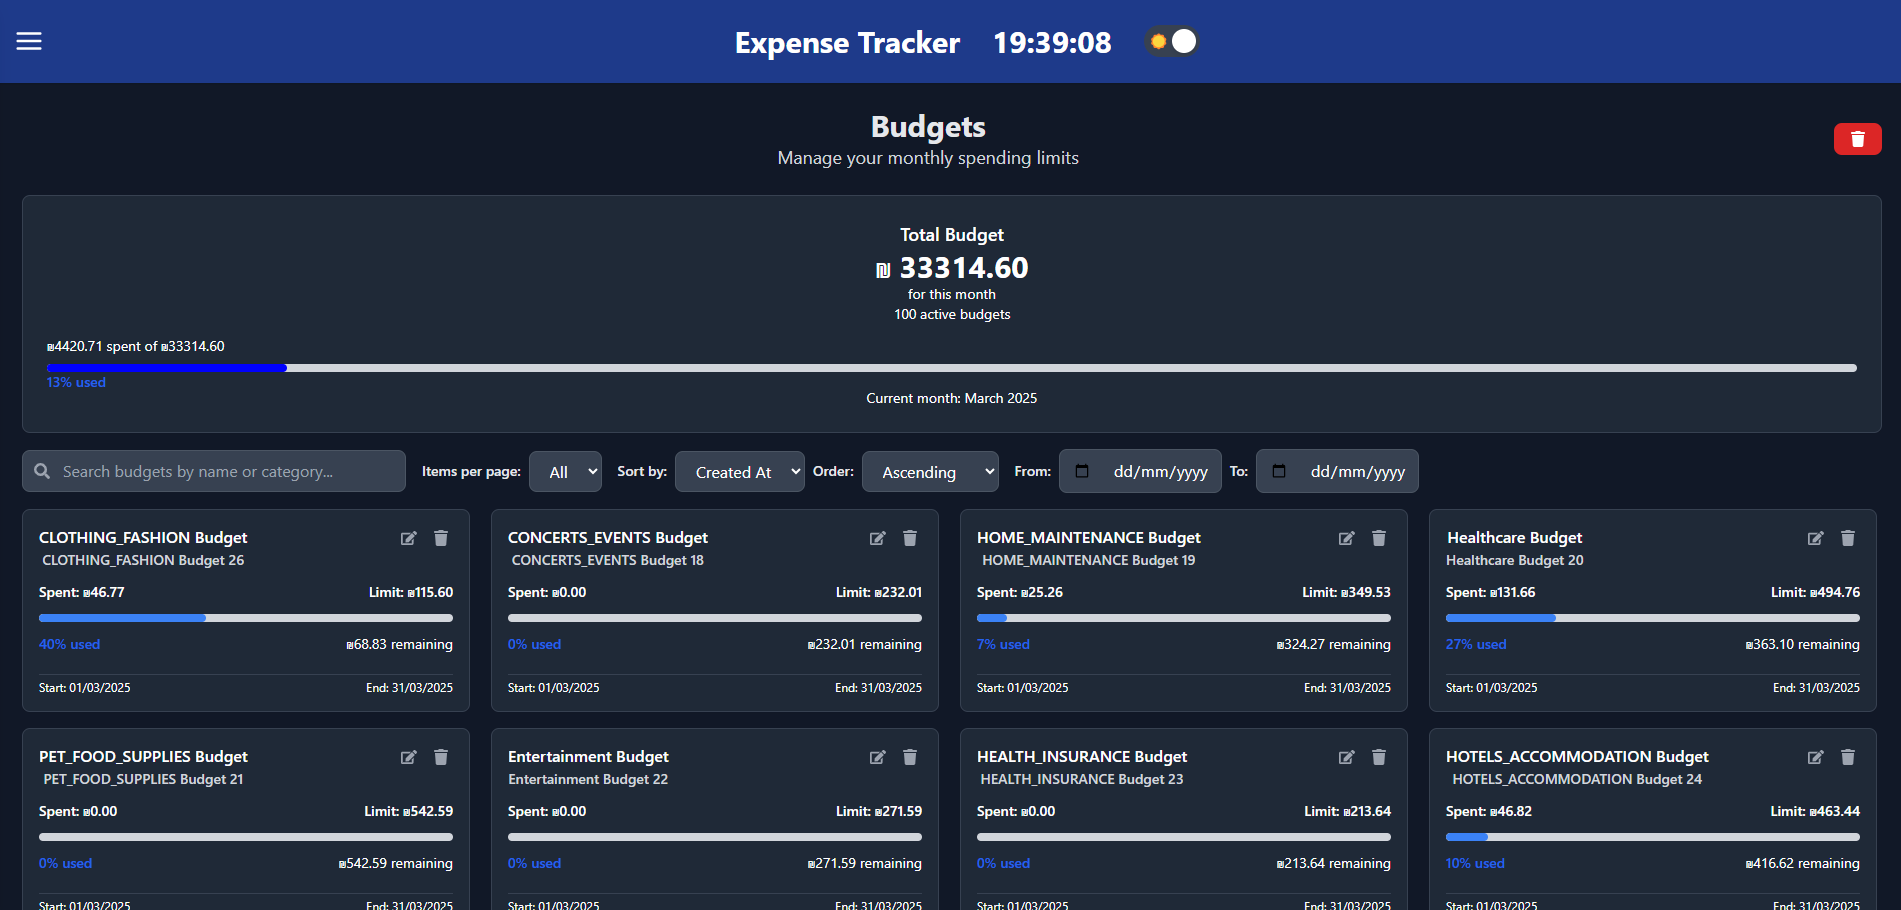 Expense Tracker 19:39:08
Budgets
Manage your monthly spending limits
Total Budget
₪ 33314.60
for this month
100 active budgets
₪4420.71 spent of ₪33314.60
13% used
Current month: March 2025
Search budgets by name or category... Items per page: All Sort by: Created At Order: Ascending From: dd/mm/yyyy To: dd/mm/yyyy
CLOTHING_FASHION Budget
CLOTHING_FASHION Budget 26
Spent: ₪46.77 Limit: ₪115.60
40% used ₪68.83 remaining
Start: 01/03/2025 End: 31/03/2025
CONCERTS_EVENTS Budget
CONCERTS_EVENTS Budget 18
Spent: ₪0.00 Limit: ₪232.01
0% used ₪232.01 remaining
Start: 01/03/2025 End: 31/03/2025
HOME_MAINTENANCE Budget
HOME_MAINTENANCE Budget 19
Spent: ₪25.26 Limit: ₪349.53
7% used ₪324.27 remaining
Start: 01/03/2025 End: 31/03/2025
Healthcare Budget
Healthcare Budget 20
Spent: ₪131.66 Limit: ₪494.76
27% used ₪363.10 remaining
Start: 01/03/2025 End: 31/03/2025
PET_FOOD_SUPPLIES Budget
PET_FOOD_SUPPLIES Budget 21
Spent: ₪0.00 Limit: ₪542.59
0% used ₪542.59 remaining
Start: 01/03/2025 End: 31/03/2025
Entertainment Budget
Entertainment Budget 22
Spent: ₪0.00 Limit: ₪271.59
0% used ₪271.59 remaining
Start: 01/03/2025 End: 31/03/2025
HEALTH_INSURANCE Budget
HEALTH_INSURANCE Budget 23
Spent: ₪0.00 Limit: ₪213.64
0% used ₪213.64 remaining
Start: 01/03/2025 End: 31/03/2025
HOTELS_ACCOMMODATION Budget
HOTELS_ACCOMMODATION Budget 24
Spent: ₪46.82 Limit: ₪463.44
10% used ₪416.62 remaining
Start: 01/03/2025 End: 31/03/2025